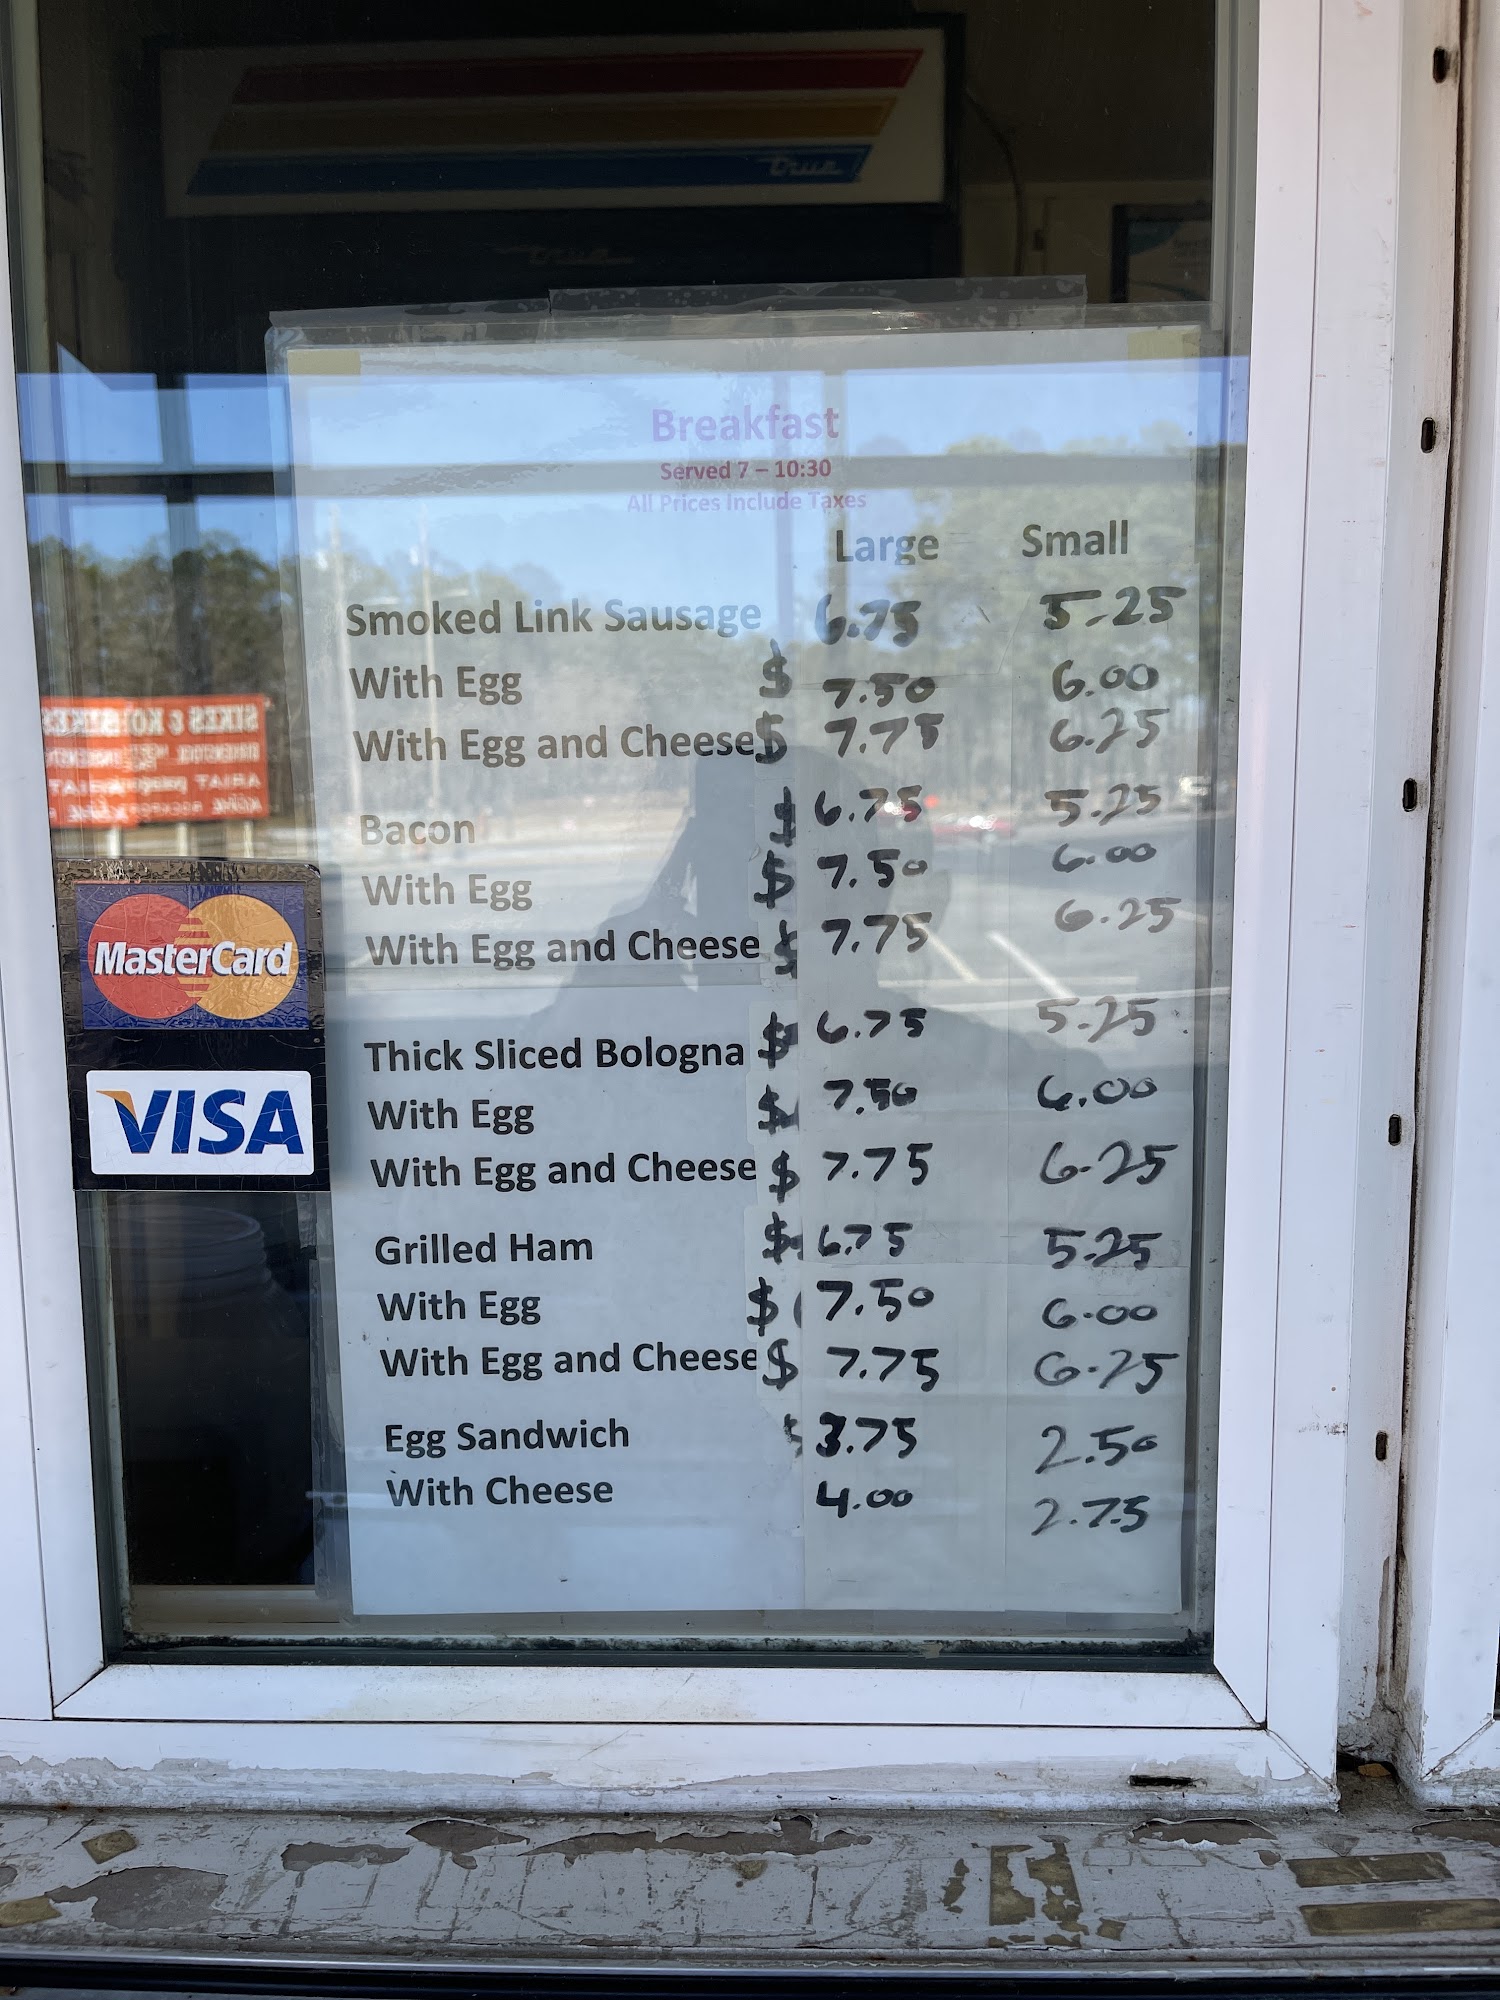 True
True
Breakfast
Served 7 – 10:30
All Prices Include Taxes
Large Small
Smoked Link Sausage 6.75 5.25
With Egg $ 7.50 6.00
With Egg and Cheese $ 7.75 6.25
Bacon $ 6.75 5.25
With Egg $ 7.50 6.00
With Egg and Cheese $ 7.75 6.25
Thick Sliced Bologna $ 6.75 5.25
With Egg $ 7.50 6.00
With Egg and Cheese $ 7.75 6.25
Grilled Ham $ 6.75 5.25
With Egg $ 7.50 6.00
With Egg and Cheese $ 7.75 6.25
Egg Sandwich $ 3.75 2.50
With Cheese 4.00 2.75
MasterCard
VISA